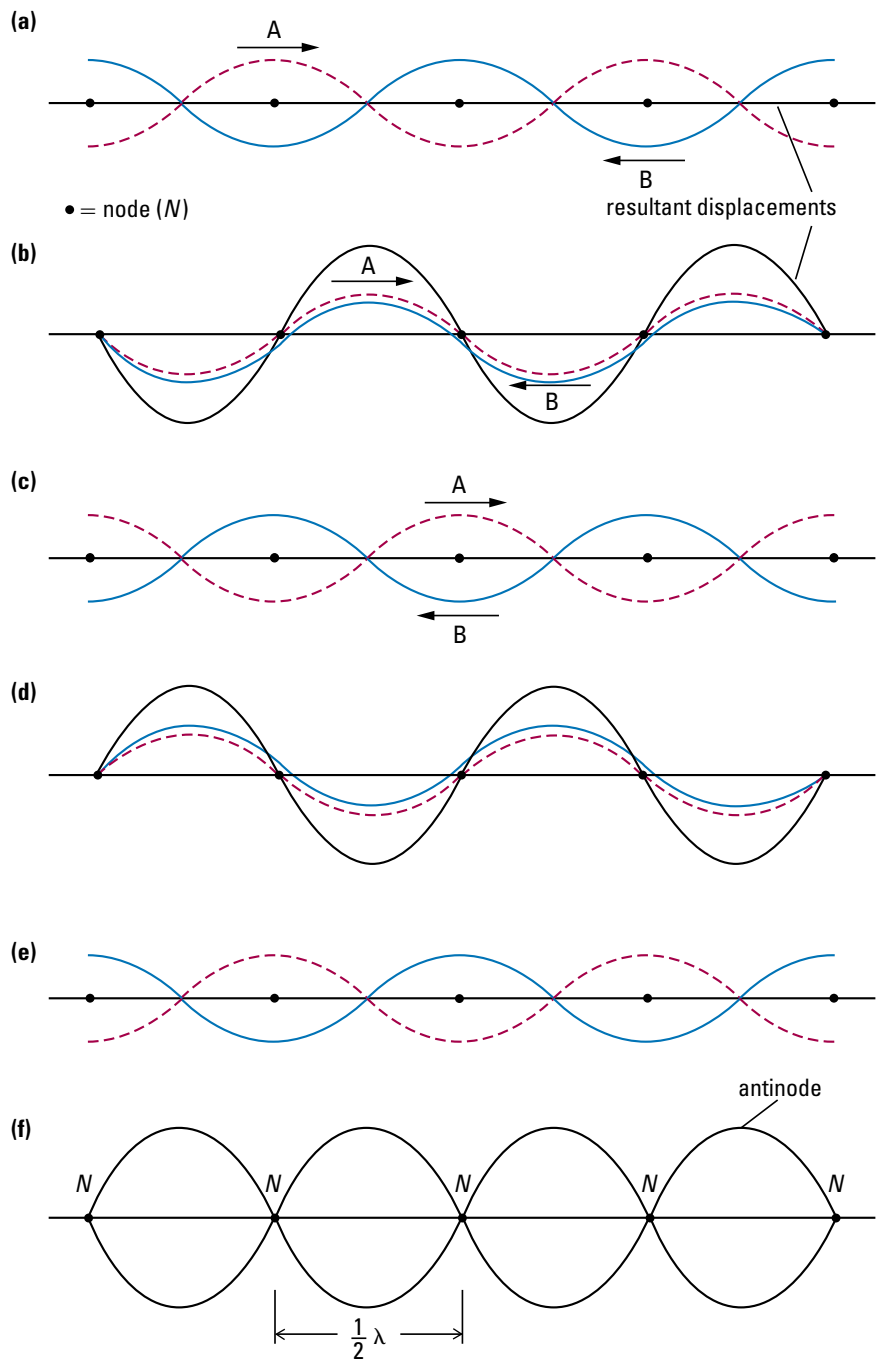 (a)
A
B
● = node (N)
resultant displacements
(b)
A
B
(c)
A
B
(d)
(e)
antinode
(f)
N N N N N
1/2 λ